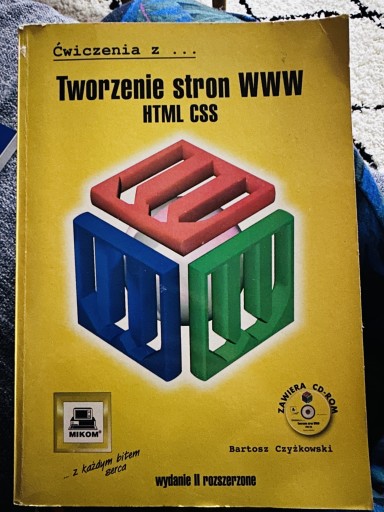 Ćwiczenia z ...
Tworzenie stron WWW
HTML CSS
ZAWIERA CD-ROM
MIKOM®
Bartosz Czyżkowski
... z każdym bitem
serca
wydanie II rozszerzone